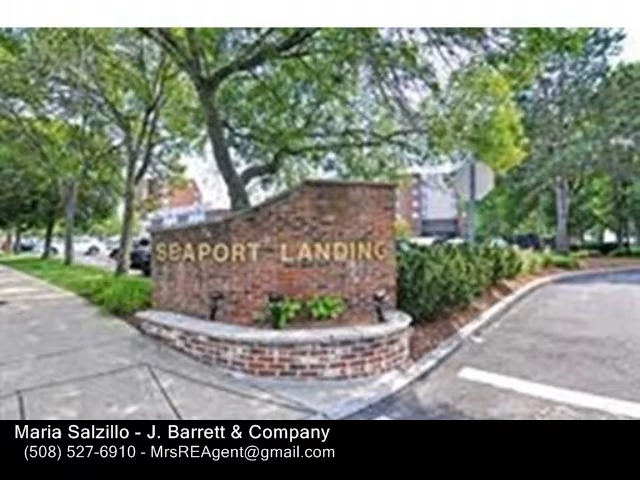 SEAPORT LANDING
Maria Salzillo - J. Barrett & Company
(508) 527-6910 - MrsREAgent@gmail.com